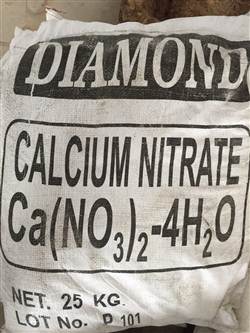 DIAMOND
CALCIUM NITRATE
Ca(NO₃)₂-4H₂O
NET. 25 KG.
LOT No. P 101